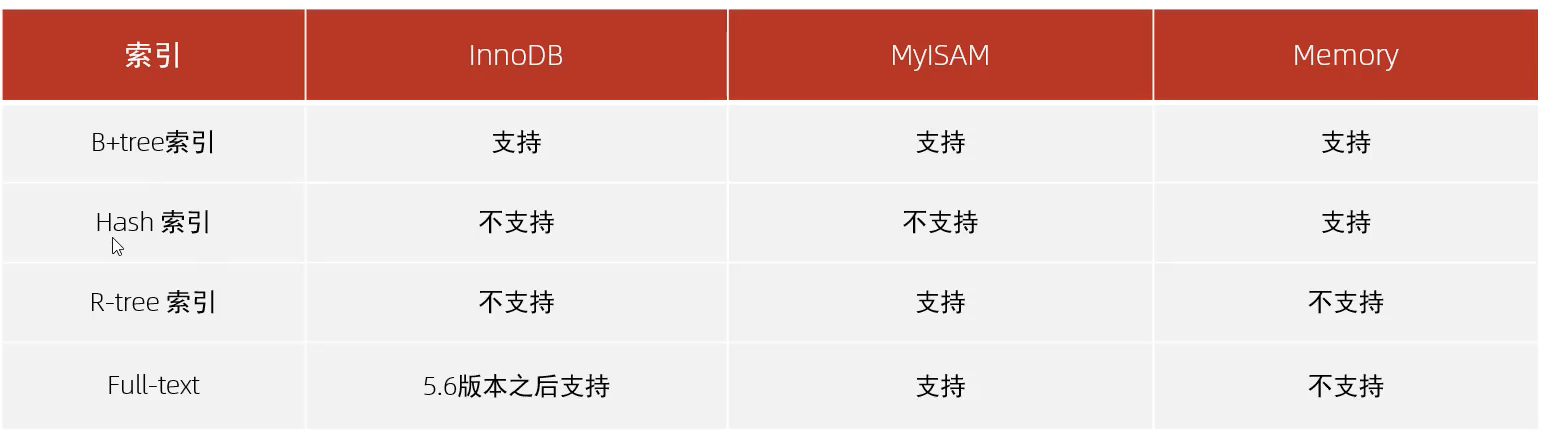 索引 InnoDB MyISAM Memory
B+tree索引 支持 支持 支持
Hash 索引 不支持 不支持 支持
R-tree 索引 不支持 支持 不支持
Full-text 5.6版本之后支持 支持 不支持